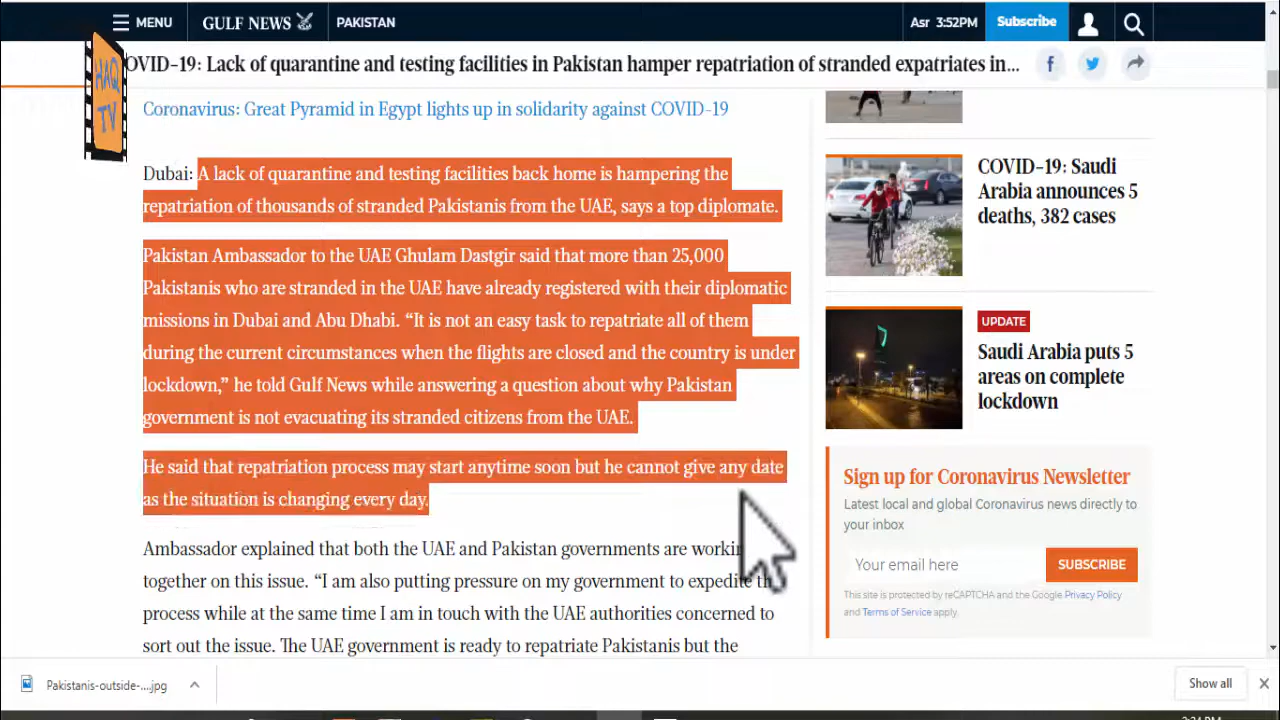 MENU
GULF NEWS
PAKISTAN
Asr 3:52PM
Subscribe
HAQ
TV
OVID-19: Lack of quarantine and testing facilities in Pakistan hamper repatriation of stranded expatriates in...
Coronavirus: Great Pyramid in Egypt lights up in solidarity against COVID-19
Dubai: A lack of quarantine and testing facilities back home is hampering the
repatriation of thousands of stranded Pakistanis from the UAE, says a top diplomate.
Pakistan Ambassador to the UAE Ghulam Dastgir said that more than 25,000
Pakistanis who are stranded in the UAE have already registered with their diplomatic
missions in Dubai and Abu Dhabi. “It is not an easy task to repatriate all of them
during the current circumstances when the flights are closed and the country is under
lockdown,” he told Gulf News while answering a question about why Pakistan
government is not evacuating its stranded citizens from the UAE.
He said that repatriation process may start anytime soon but he cannot give any date
as the situation is changing every day.
Ambassador explained that both the UAE and Pakistan governments are workin
together on this issue. “I am also putting pressure on my government to expedite th
process while at the same time I am in touch with the UAE authorities concerned to
sort out the issue. The UAE government is ready to repatriate Pakistanis but the
COVID-19: Saudi
Arabia announces 5
deaths, 382 cases
UPDATE
Saudi Arabia puts 5
areas on complete
lockdown
Sign up for Coronavirus Newsletter
Latest local and global Coronavirus news directly to
your inbox
Your email here
SUBSCRIBE
This site is protected by reCAPTCHA and the Google Privacy Policy
and Terms of Service apply.
Pakistanis-outside-....jpg
Show all